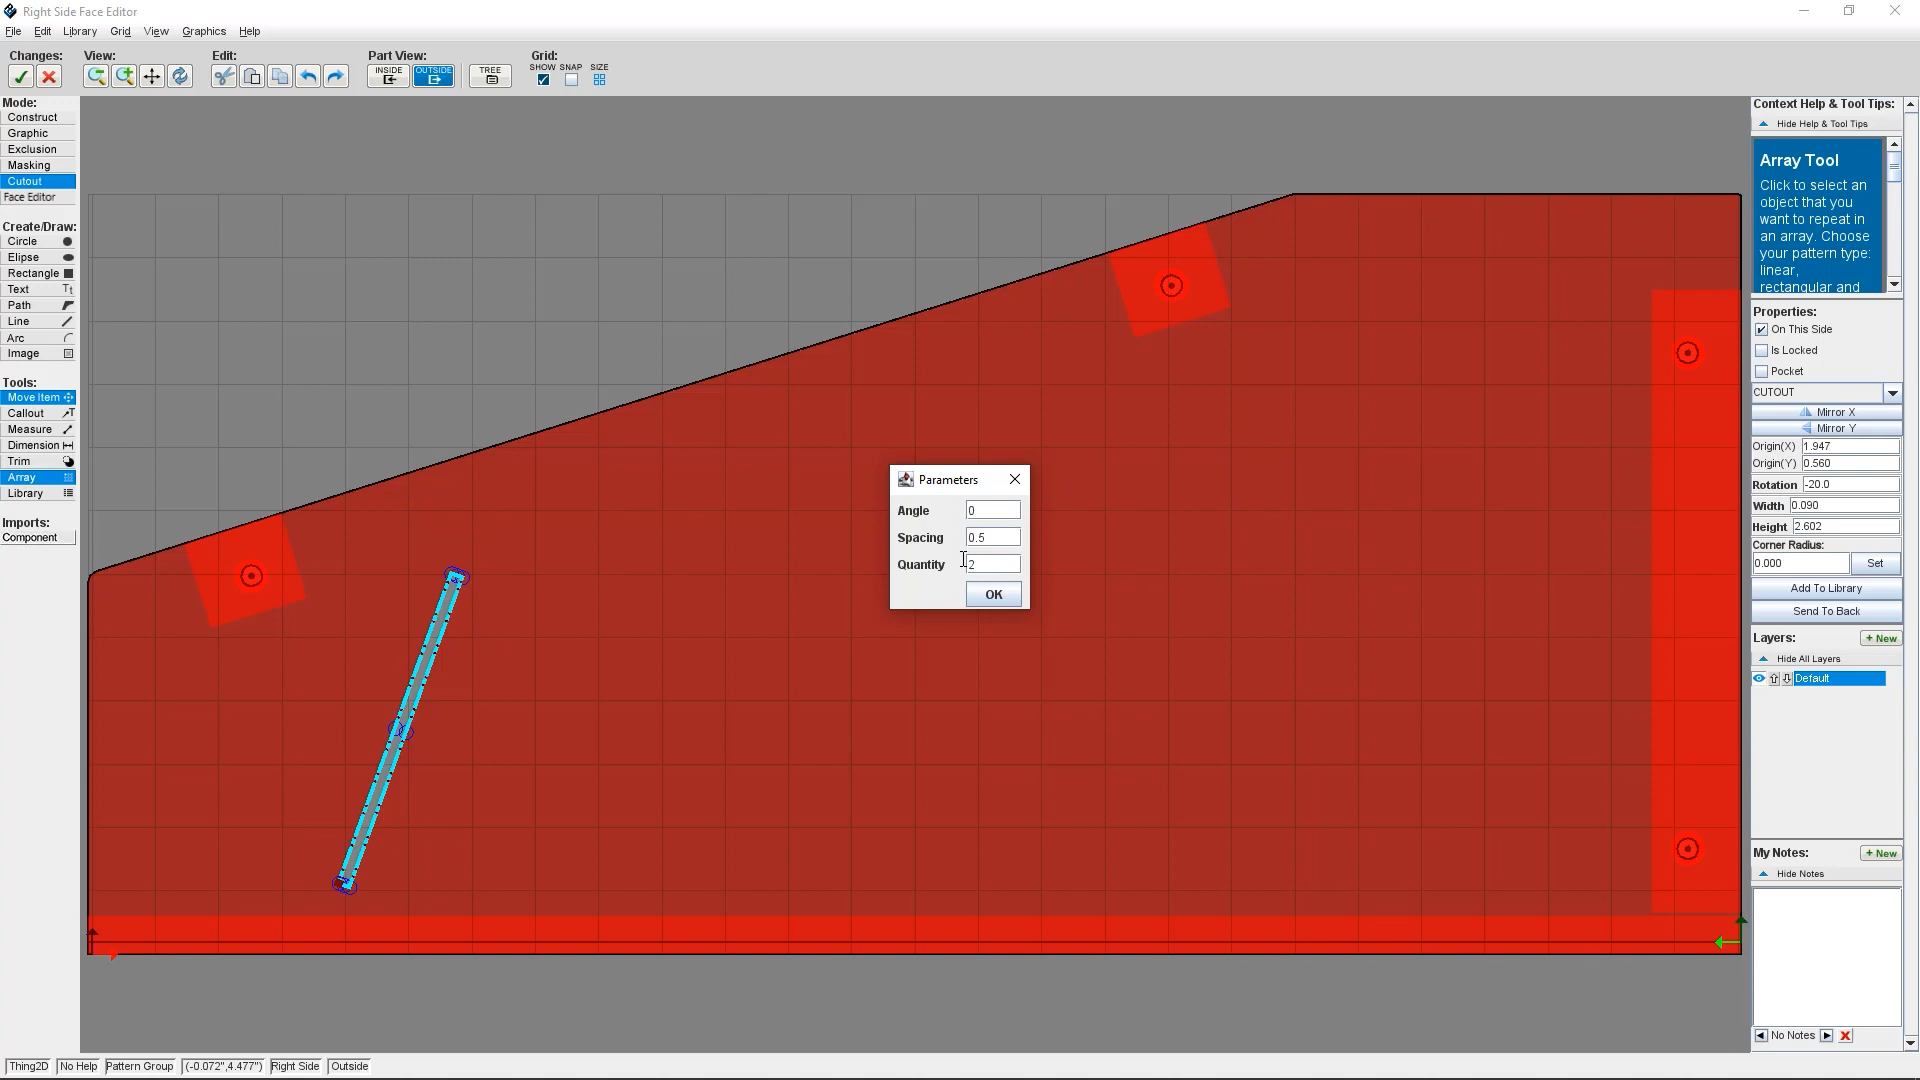 Right Side Face Editor
File Edit Library Grid View Graphics Help
Changes: View: Edit: Part View: Grid:
INSIDE OUTSIDE TREE SHOW SNAP SIZE
Mode:
Construct
Graphic
Exclusion
Masking
Cutout
Face Editor
Create/Draw:
Circle
Elipse
Rectangle
Text Tt
Path
Line
Arc
Image
Tools:
Move Item
Callout
Measure
Dimension
Trim
Array
Library
Imports:
Component
Parameters
Angle 0
Spacing 0.5
Quantity 2
OK
Context Help & Tool Tips:
Hide Help & Tool Tips
Array Tool
Click to select an
object that you
want to repeat in
an array. Choose
your pattern type:
linear,
rectangular and
Properties:
On This Side
Is Locked
Pocket
CUTOUT
Mirror X
Mirror Y
Origin(X) 1.947
Origin(Y) 0.560
Rotation -20.0
Width 0.090
Height 2.602
Corner Radius:
0.000 Set
Add To Library
Send To Back
Layers: + New
Hide All Layers
Default
My Notes: + New
Hide Notes
No Notes
Thing2D No Help Pattern Group (-0.072",4.477") Right Side Outside